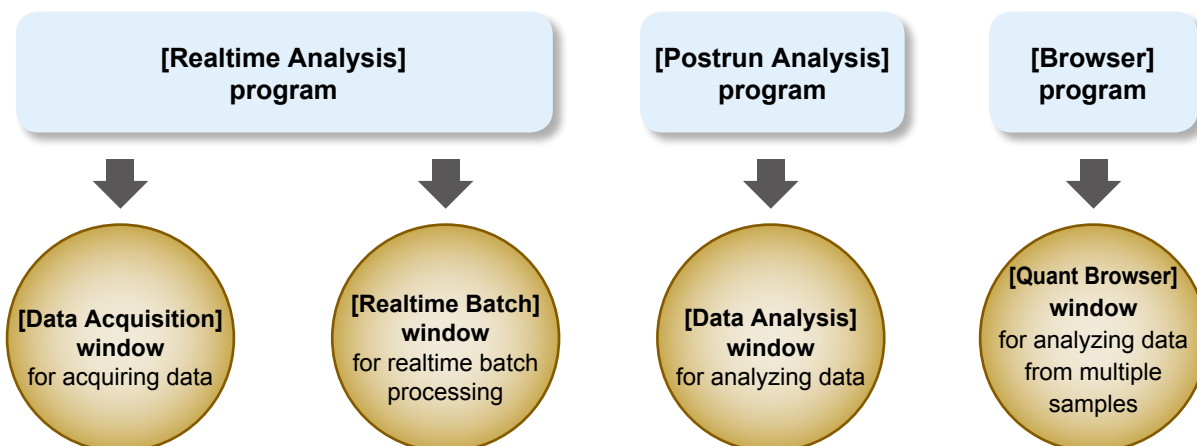 [Realtime Analysis]
program
[Postrun Analysis]
program
[Browser]
program
[Data Acquisition]
window
for acquiring data
[Realtime Batch]
window
for realtime batch
processing
[Data Analysis]
window
for analyzing data
[Quant Browser]
window
for analyzing data
from multiple
samples